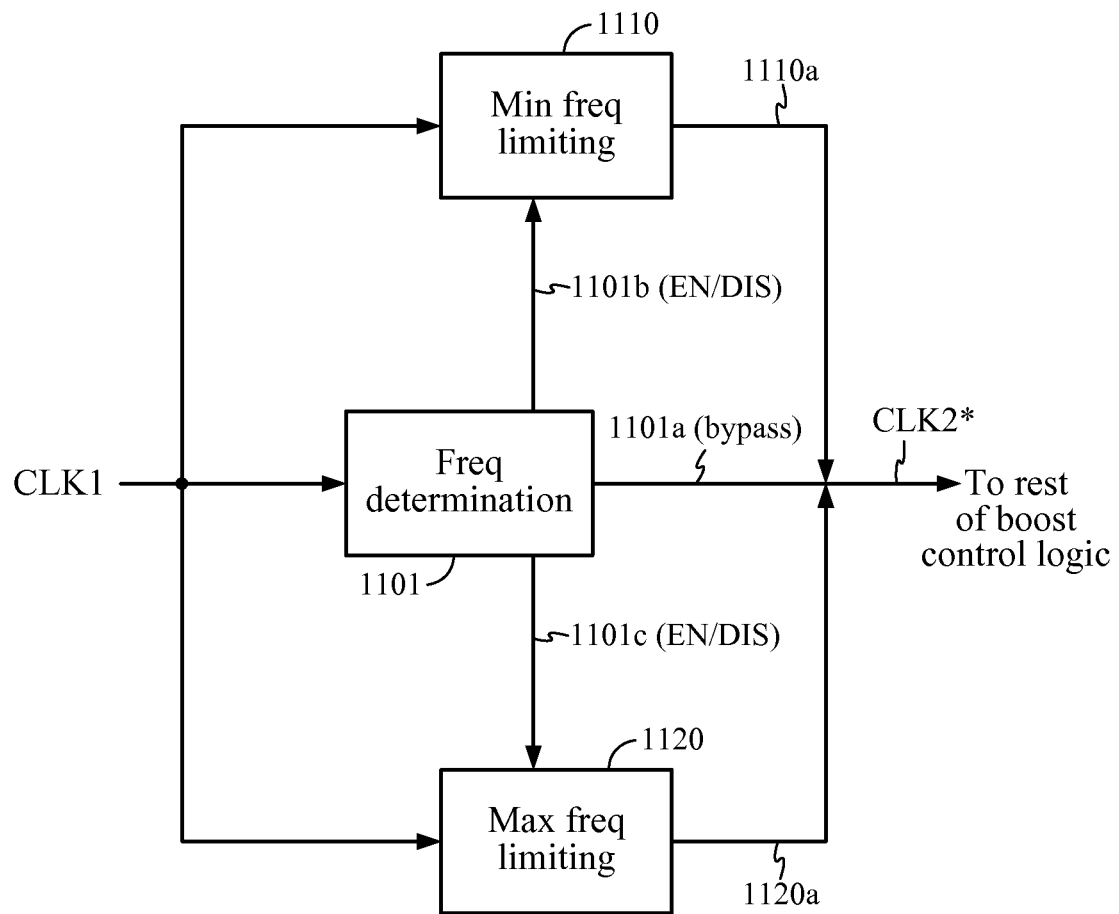 1110
1110a
Min freq
limiting
1101b (EN/DIS)
1101a (bypass)
CLK2*
CLK1
Freq
determination
To rest
of boost
control logic
1101
1101c (EN/DIS)
1120
Max freq
limiting
1120a